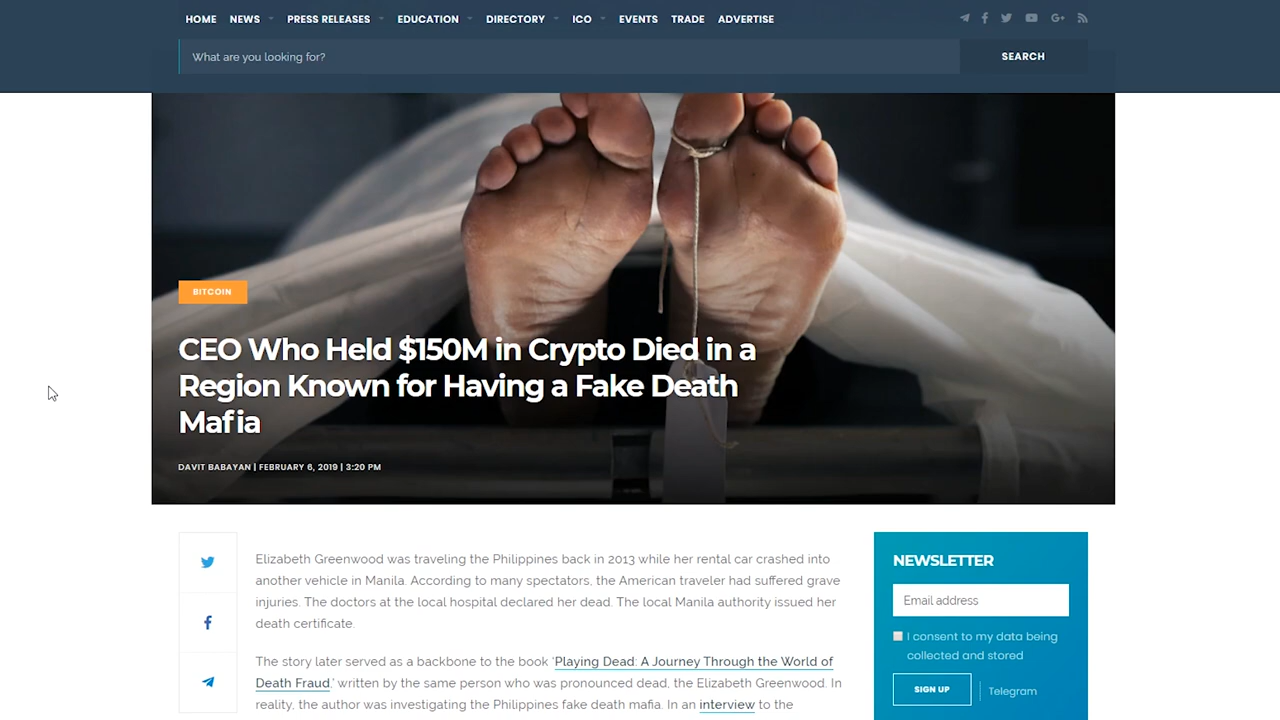 HOME NEWS PRESS RELEASES EDUCATION DIRECTORY ICO EVENTS TRADE ADVERTISE
What are you looking for? SEARCH
BITCOIN
CEO Who Held $150M in Crypto Died in a
Region Known for Having a Fake Death
Mafia
DAVIT BABAYAN | FEBRUARY 6, 2019 | 3:20 PM
Elizabeth Greenwood was traveling the Philippines back in 2013 while her rental car crashed into
another vehicle in Manila. According to many spectators, the American traveler had suffered grave
injuries. The doctors at the local hospital declared her dead. The local Manila authority issued her
death certificate.
The story later served as a backbone to the book 'Playing Dead: A Journey Through the World of
Death Fraud,' written by the same person who was pronounced dead, the Elizabeth Greenwood. In
reality, the author was investigating the Philippines fake death mafia. In an interview to the
NEWSLETTER
Email address
I consent to my data being
collected and stored
SIGN UP Telegram